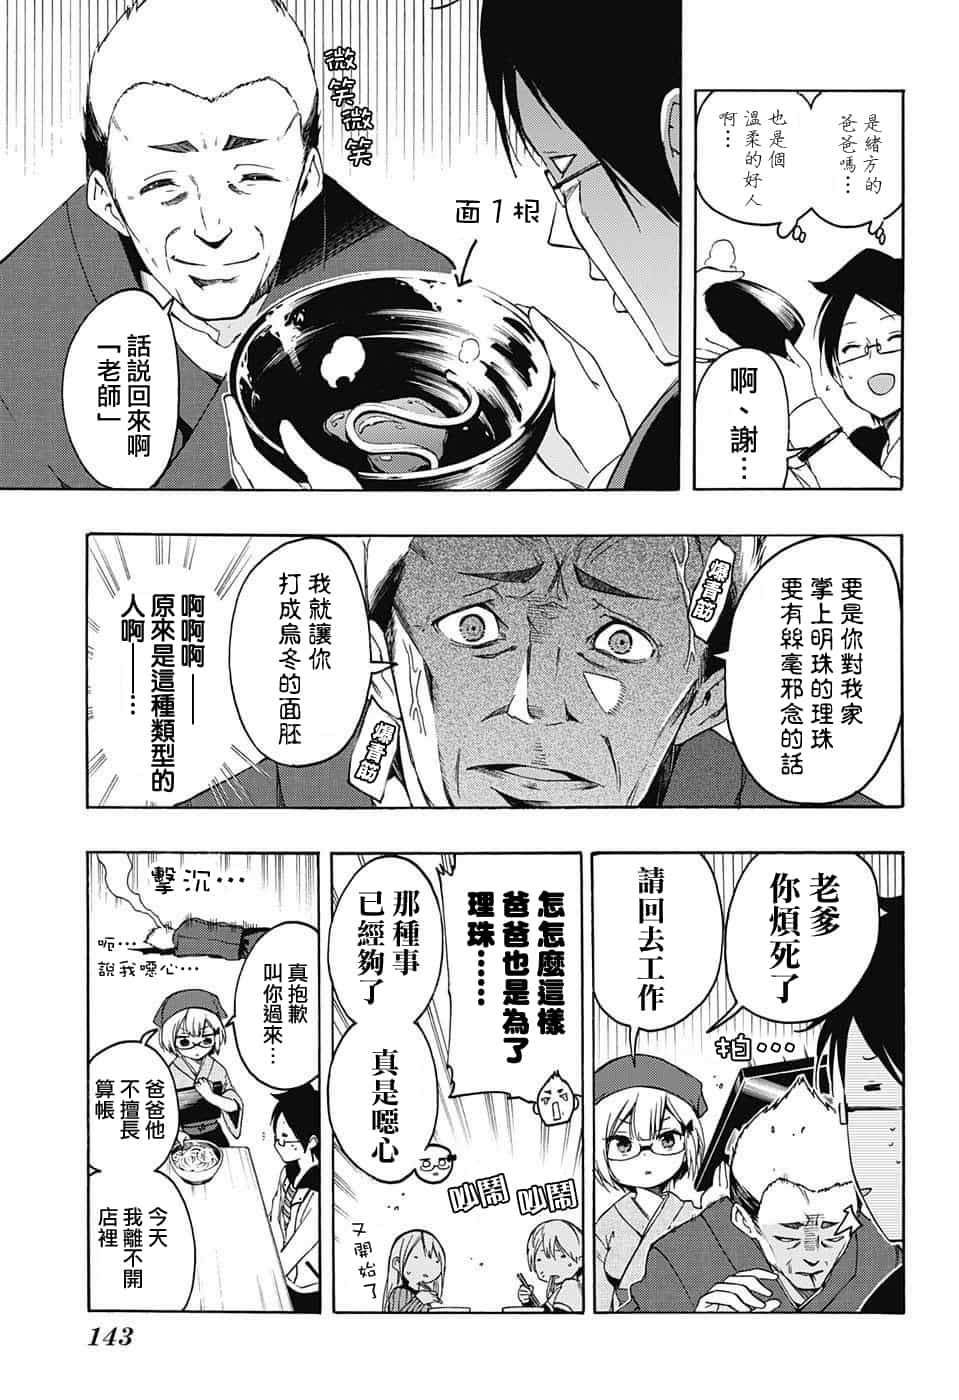 是緒方的
爸爸嗎…
也是個
溫柔的好人
啊…
啊、謝…
微笑微笑
面1根
話説回來啊
「老師」
要是你對我家
掌上明珠的理珠
要有絲毫邪念的話
爆青筋
爆青筋
我就讓你
打成烏冬的面胚
啊啊啊——
原來是這種類型的
人啊——
老爹
你煩死了
拍…
請回去工作
怎怎麼這樣
爸爸也是為了
理珠……
那種事
已經夠了
真是噁心
吵鬧
吵鬧
又開始了
擊沉…
呃…
說我噁心…
真抱歉
叫你過來…
爸爸他
不擅長
算帳
今天
我離不開
店裡
143